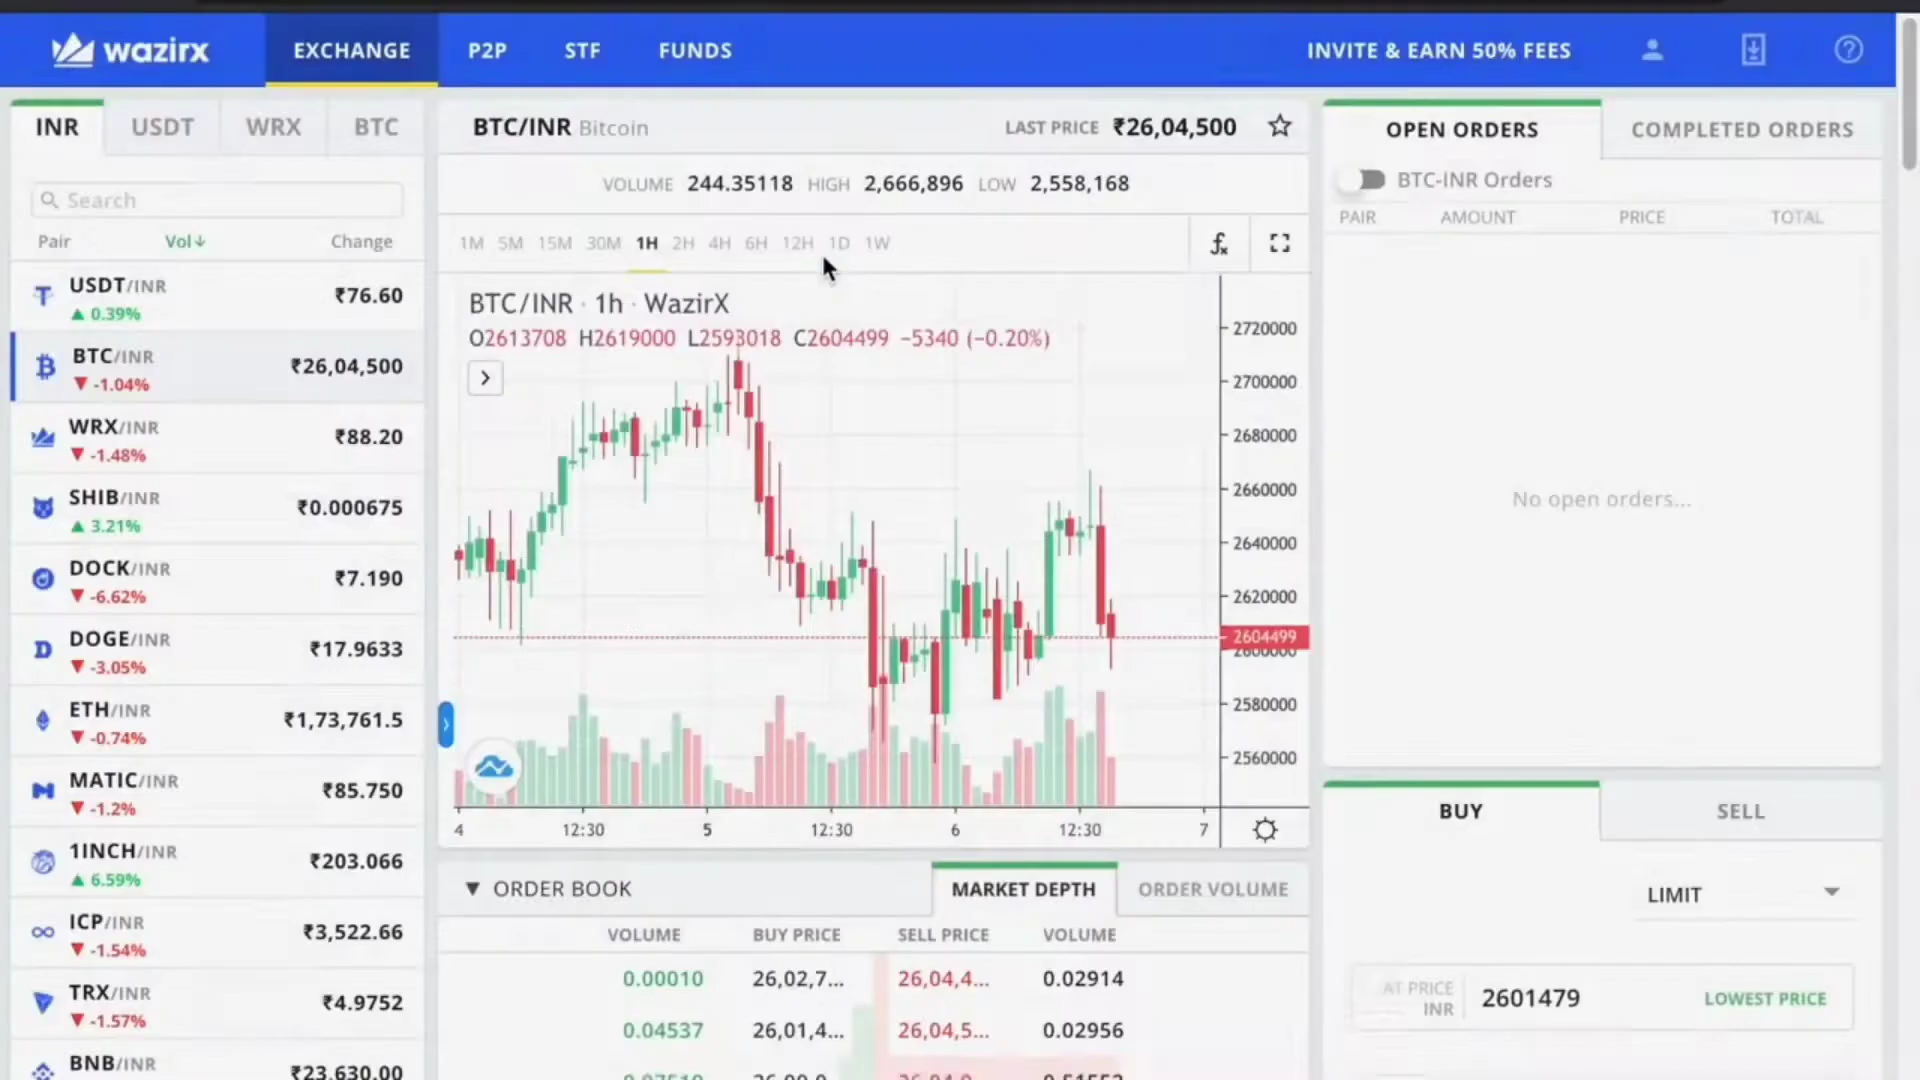 wazirx
EXCHANGE
P2P
STF
FUNDS
INVITE & EARN 50% FEES
INR
USDT
WRX
BTC
Search
Pair
Vol↓
Change
USDT/INR
₹76.60
▲ 0.39%
BTC/INR
₹26,04,500
▼ -1.04%
WRX/INR
₹88.20
▼ -1.48%
SHIB/INR
₹0.000675
▲ 3.21%
DOCK/INR
₹7.190
▼ -6.62%
DOGE/INR
₹17.9633
▼ -3.05%
ETH/INR
₹1,73,761.5
▼ -0.74%
MATIC/INR
₹85.750
▼ -1.2%
1INCH/INR
₹203.066
▲ 6.59%
ICP/INR
₹3,522.66
▼ -1.54%
TRX/INR
₹4.9752
▼ -1.57%
BNB/INR
₹23,630.00
BTC/INR Bitcoin
LAST PRICE ₹26,04,500
VOLUME 244.35118 HIGH 2,666,896 LOW 2,558,168
1M 5M 15M 30M 1H 2H 4H 6H 12H 1D 1W
BTC/INR · 1h · WazirX
O2613708 H2619000 L2593018 C2604499 −5340 (−0.20%)
2720000
2700000
2680000
2660000
2640000
2620000
2604499
2600000
2580000
2560000
4 12:30 5 12:30 6 12:30 7
▼ ORDER BOOK
MARKET DEPTH
ORDER VOLUME
VOLUME BUY PRICE SELL PRICE VOLUME
0.00010 26,02,7... 26,04,4... 0.02914
0.04537 26,01,4... 26,04,5... 0.02956
OPEN ORDERS
COMPLETED ORDERS
BTC-INR Orders
PAIR AMOUNT PRICE TOTAL
No open orders...
BUY
SELL
LIMIT
AT PRICE
INR
2601479
LOWEST PRICE